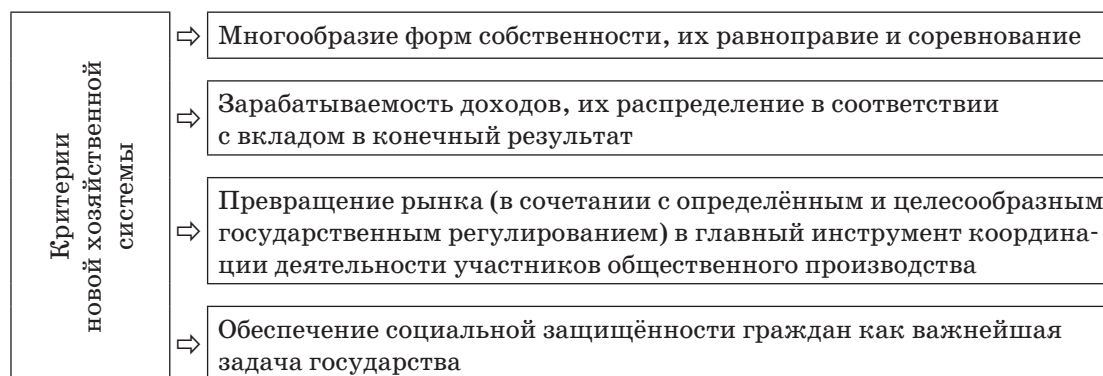 Критерии
новой хозяйственной
системы
Многообразие форм собственности, их равноправие и соревнование
Зарабатываемость доходов, их распределение в соответствии
с вкладом в конечный результат
Превращение рынка (в сочетании с определённым и целесообразным
государственным регулированием) в главный инструмент координа-
ции деятельности участников общественного производства
Обеспечение социальной защищённости граждан как важнейшая
задача государства